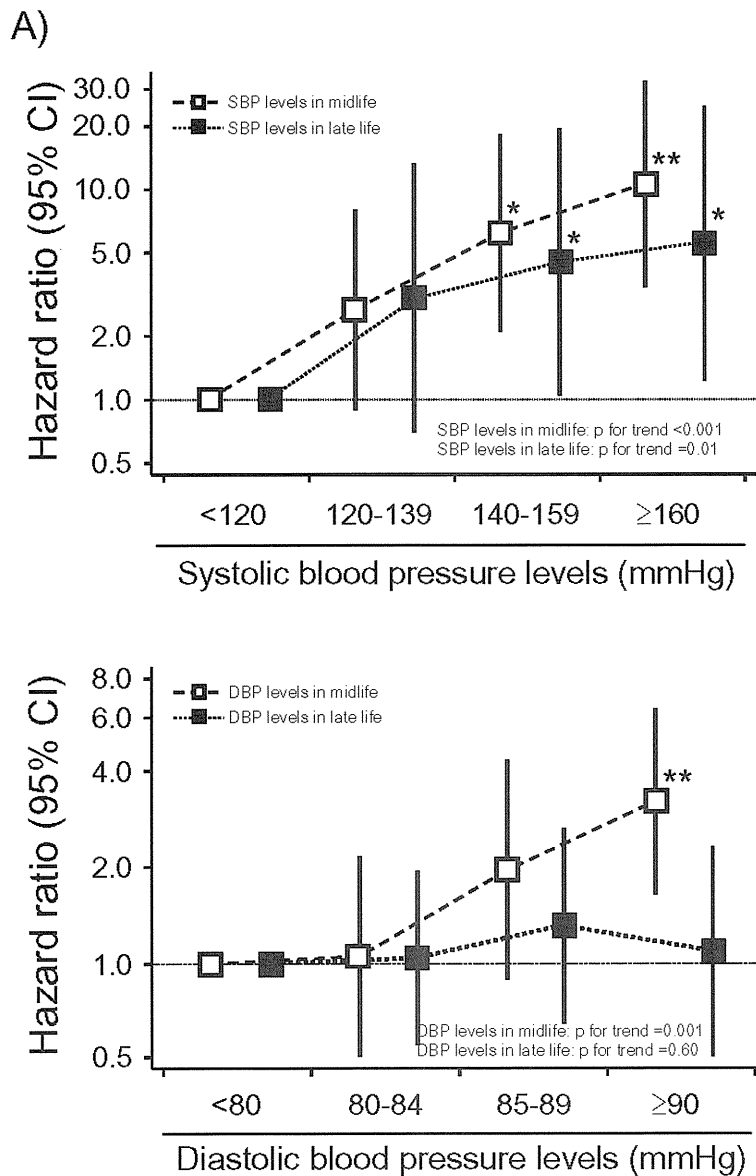 A)
Hazard ratio (95% CI)
30.0
20.0
10.0
5.0
2.0
1.0
0.5
SBP levels in midlife
SBP levels in late life
*
**
*
*
SBP levels in midlife: p for trend <0.001
SBP levels in late life: p for trend =0.01
<120 120-139 140-159 ≥160
Systolic blood pressure levels (mmHg)
Hazard ratio (95% CI)
8.0
6.0
4.0
2.0
1.0
0.5
DBP levels in midlife
DBP levels in late life
**
DBP levels in midlife: p for trend =0.001
DBP levels in late life: p for trend =0.60
<80 80-84 85-89 ≥90
Diastolic blood pressure levels (mmHg)